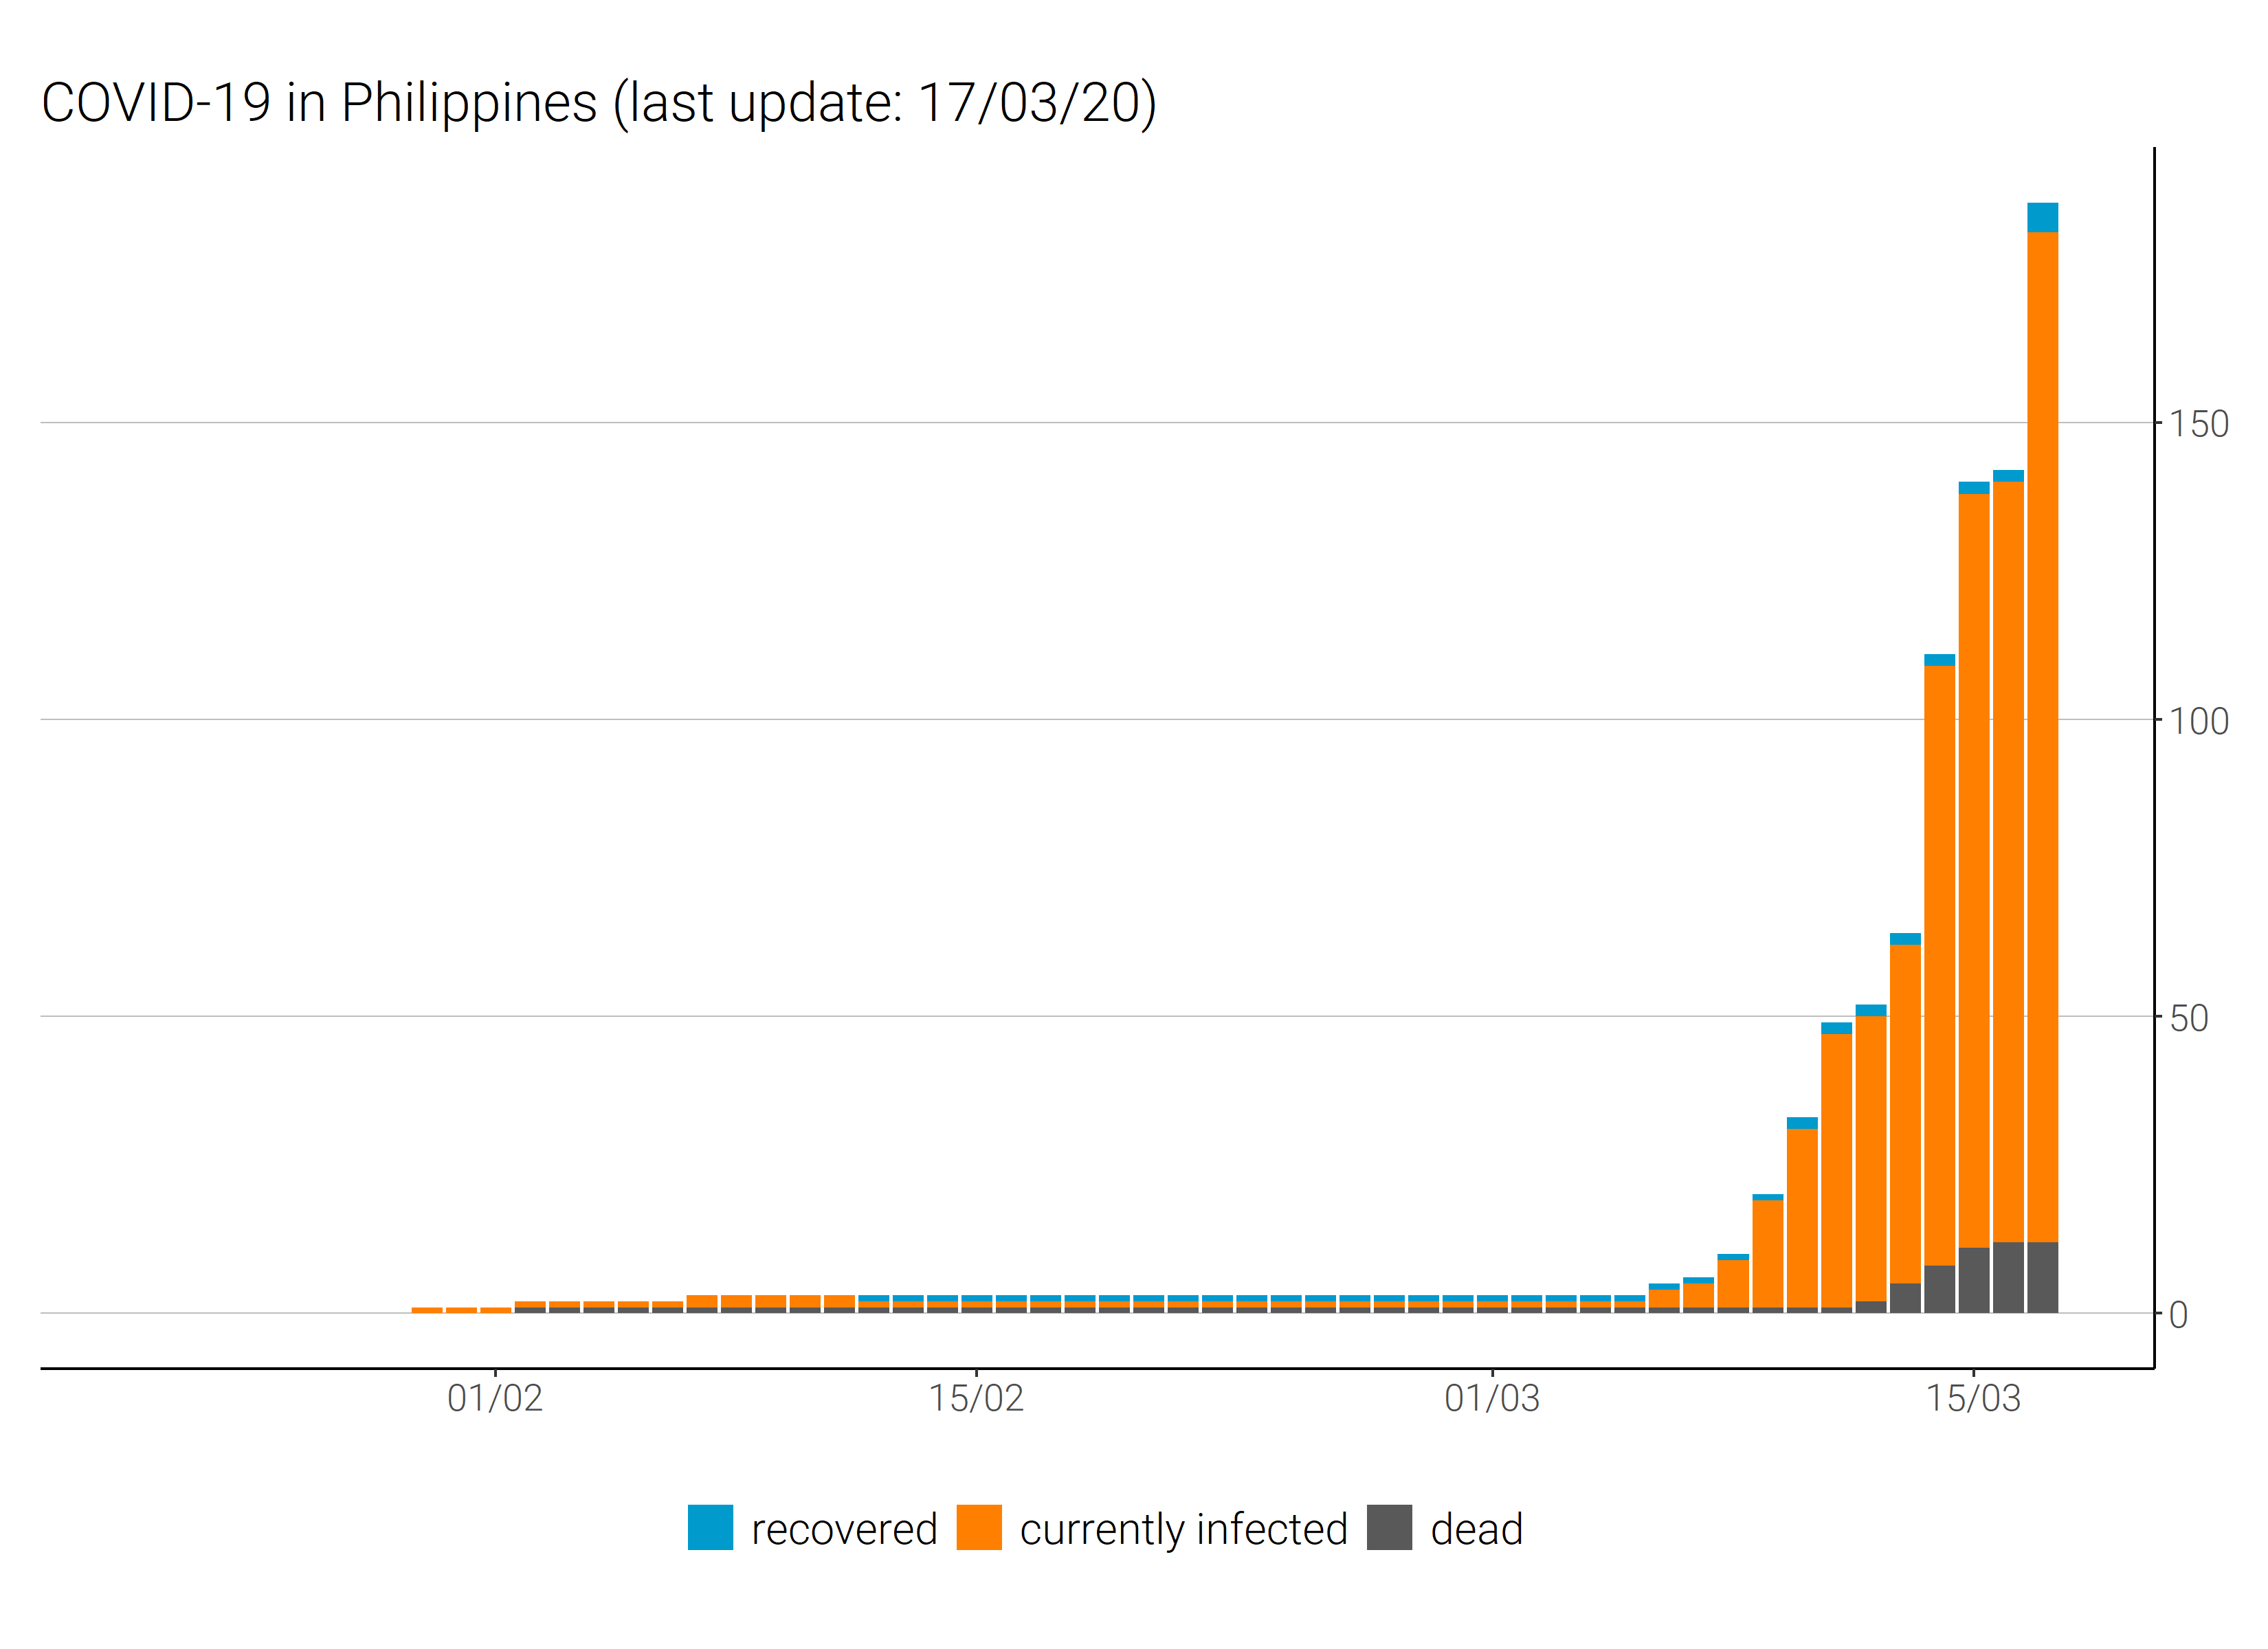 COVID-19 in Philippines (last update: 17/03/20)
150
100
50
0
01/02 15/02 01/03 15/03
recovered currently infected dead